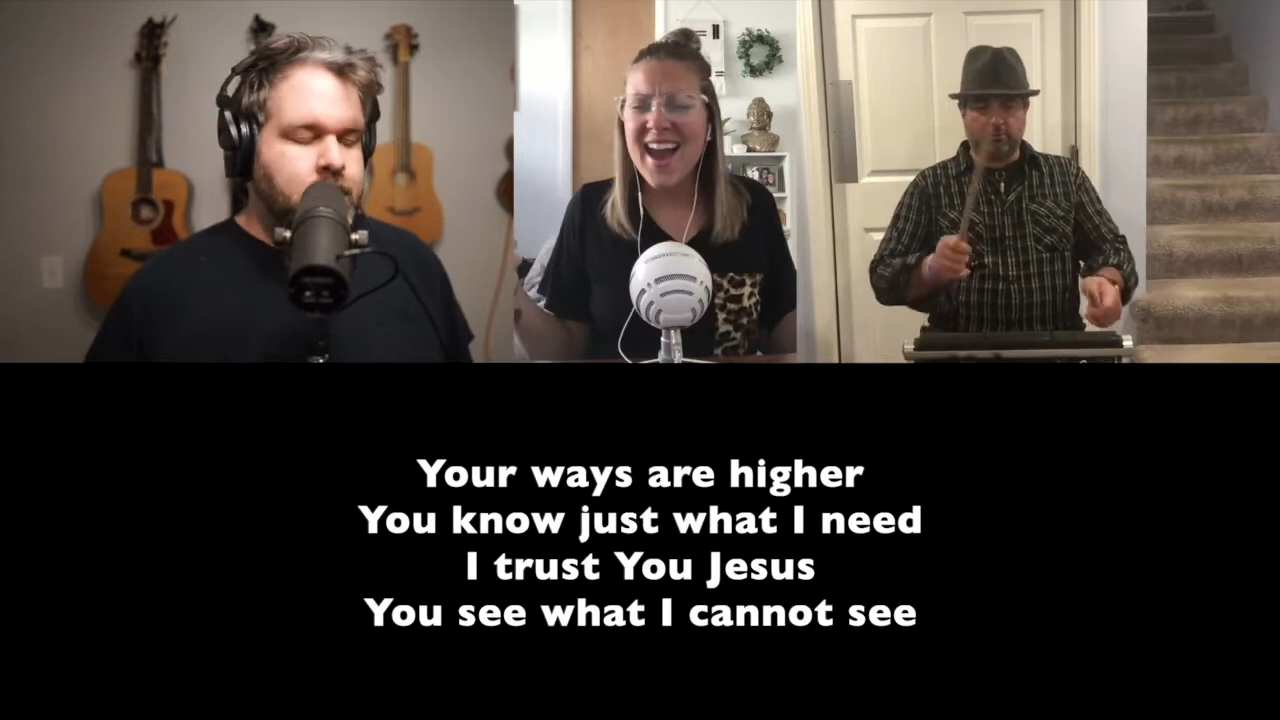 Your ways are higher
You know just what I need
I trust You Jesus
You see what I cannot see